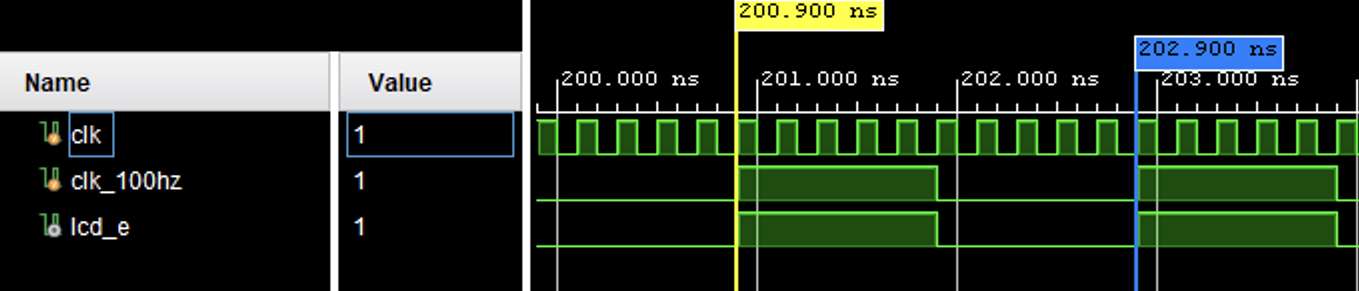 200.900 ns
202.900 ns
Name Value
200.000 ns 201.000 ns 202.000 ns 203.000 ns
clk 1
clk_100hz 1
lcd_e 1